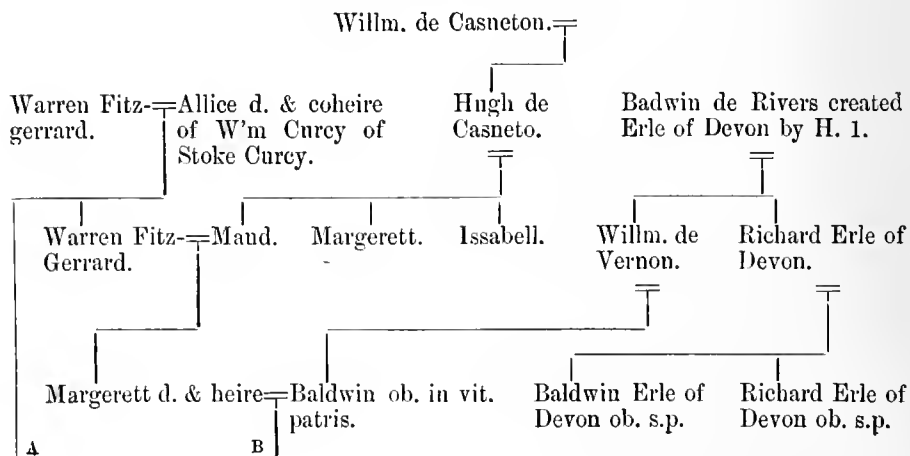 Willm. de Casneton.
Warren Fitz-
gerrard.
Allice d. & coheire
of W'm Curcy of
Stoke Curcy.
Hugh de
Casneto.
Badwin de Rivers created
Erle of Devon by H. 1.
Warren Fitz-
Gerrard.
Maud.
Margerett.
Issabell.
Willm. de
Vernon.
Richard Erle of
Devon.
Margerett d. & heire
Baldwin ob. in vit.
patris.
Baldwin Erle of
Devon ob. s.p.
Richard Erle of
Devon ob. s.p.
A
B